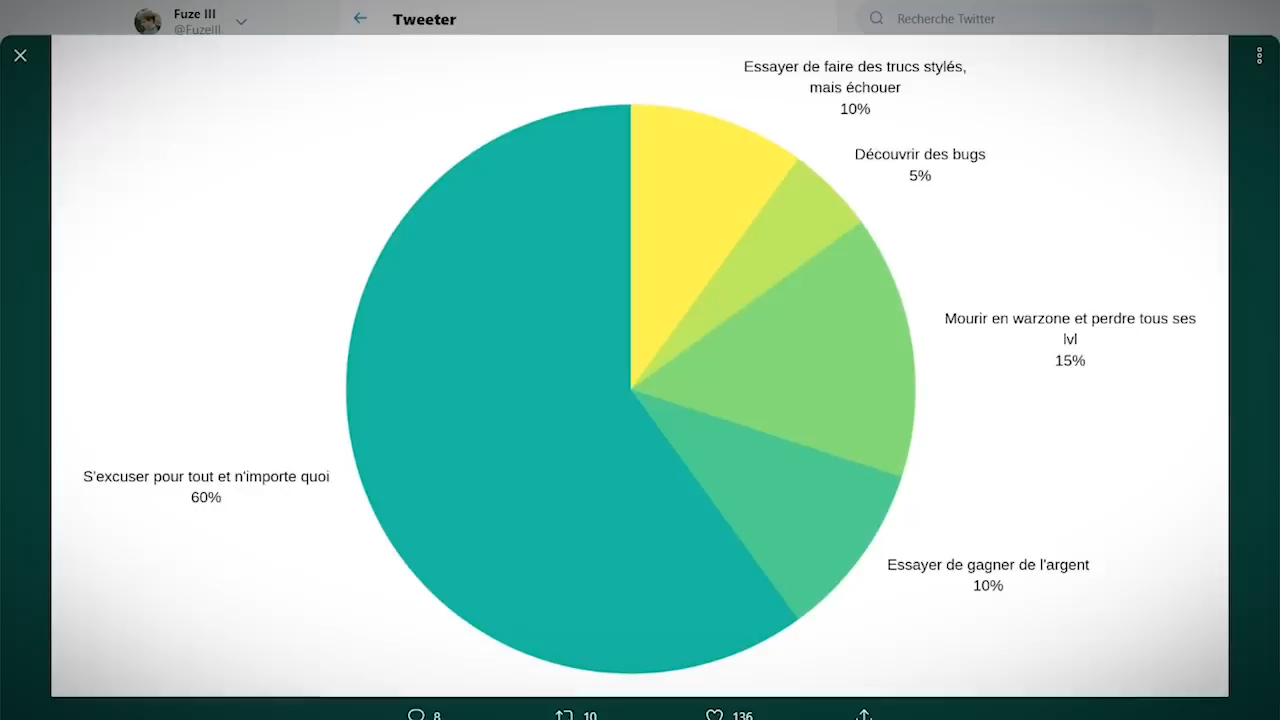 Fuze III
@FuzeIII
Tweeter
Recherche Twitter
Essayer de faire des trucs stylés,
mais échouer
10%
Découvrir des bugs
5%
Mourir en warzone et perdre tous ses
lvl
15%
S'excuser pour tout et n'importe quoi
60%
Essayer de gagner de l'argent
10%
8
10
136